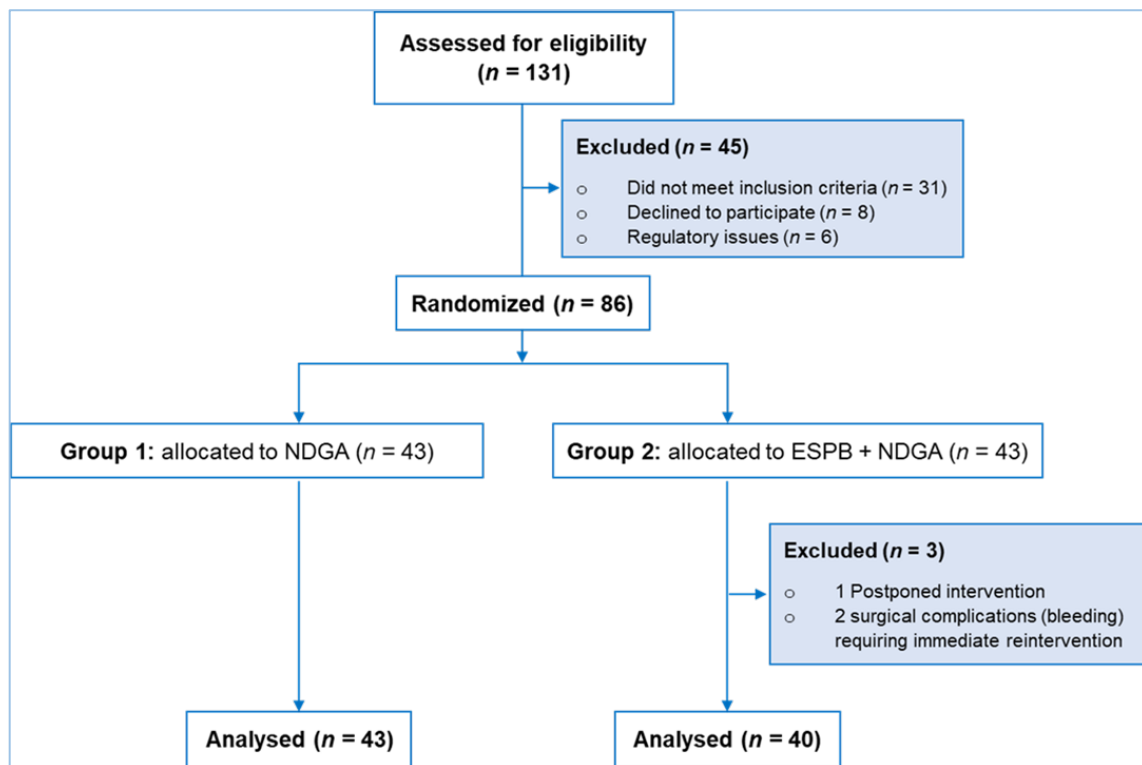 Assessed for eligibility
(n = 131)
Excluded (n = 45)
o Did not meet inclusion criteria (n = 31)
o Declined to participate (n = 8)
o Regulatory issues (n = 6)
Randomized (n = 86)
Group 1: allocated to NDGA (n = 43)
Group 2: allocated to ESPB + NDGA (n = 43)
Excluded (n = 3)
o 1 Postponed intervention
o 2 surgical complications (bleeding)
requiring immediate reintervention
Analysed (n = 43)
Analysed (n = 40)